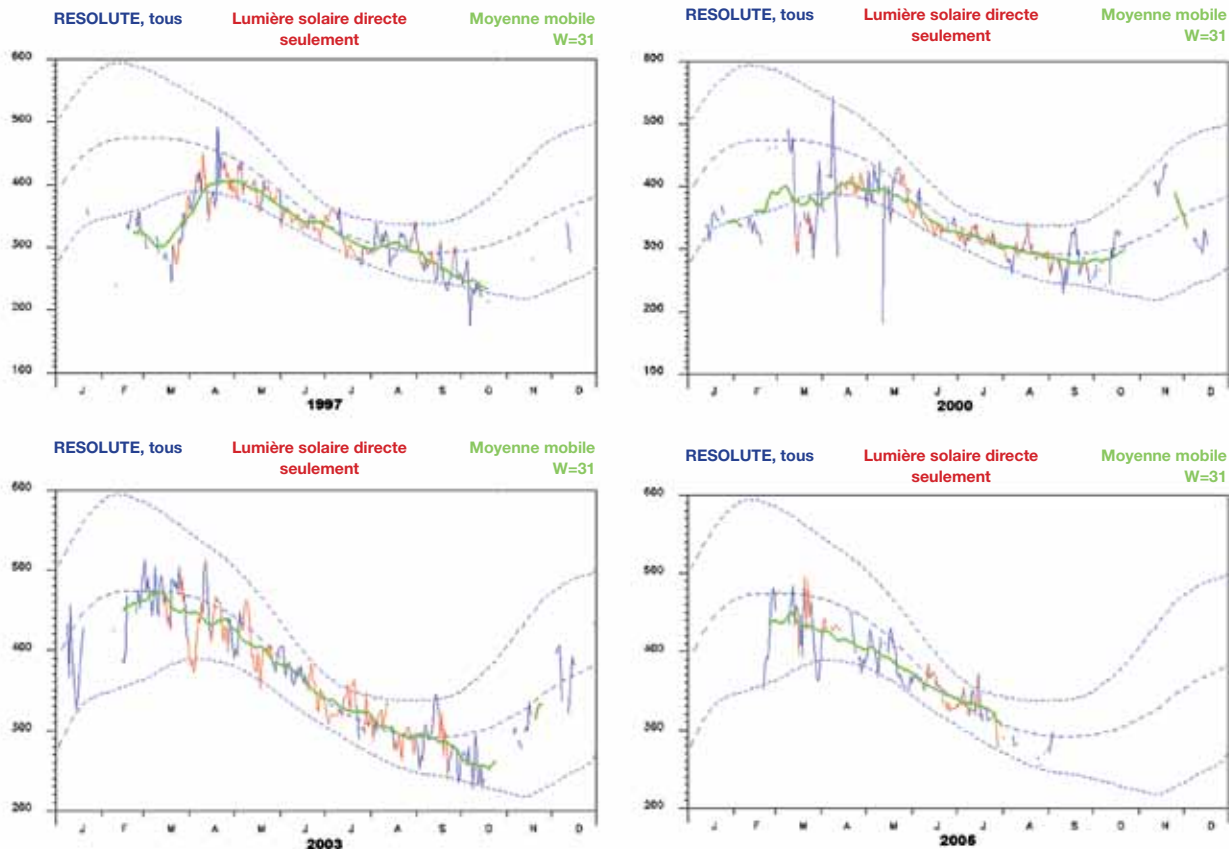 RESOLUTE, tous
Lumière solaire directe
seulement
Moyenne mobile
W=31
600
500
400
300
200
100
J F M A M J J A S O N D
1997
RESOLUTE, tous
Lumière solaire directe
seulement
Moyenne mobile
W=31
600
500
400
300
200
100
J F M A M J J A S O N D
2000
RESOLUTE, tous
Lumière solaire directe
seulement
Moyenne mobile
W=31
600
500
400
300
200
J F M A M J J A S O N D
2003
RESOLUTE, tous
Lumière solaire directe
seulement
Moyenne mobile
W=31
600
500
400
300
200
J F M A M J J A S O N D
2005